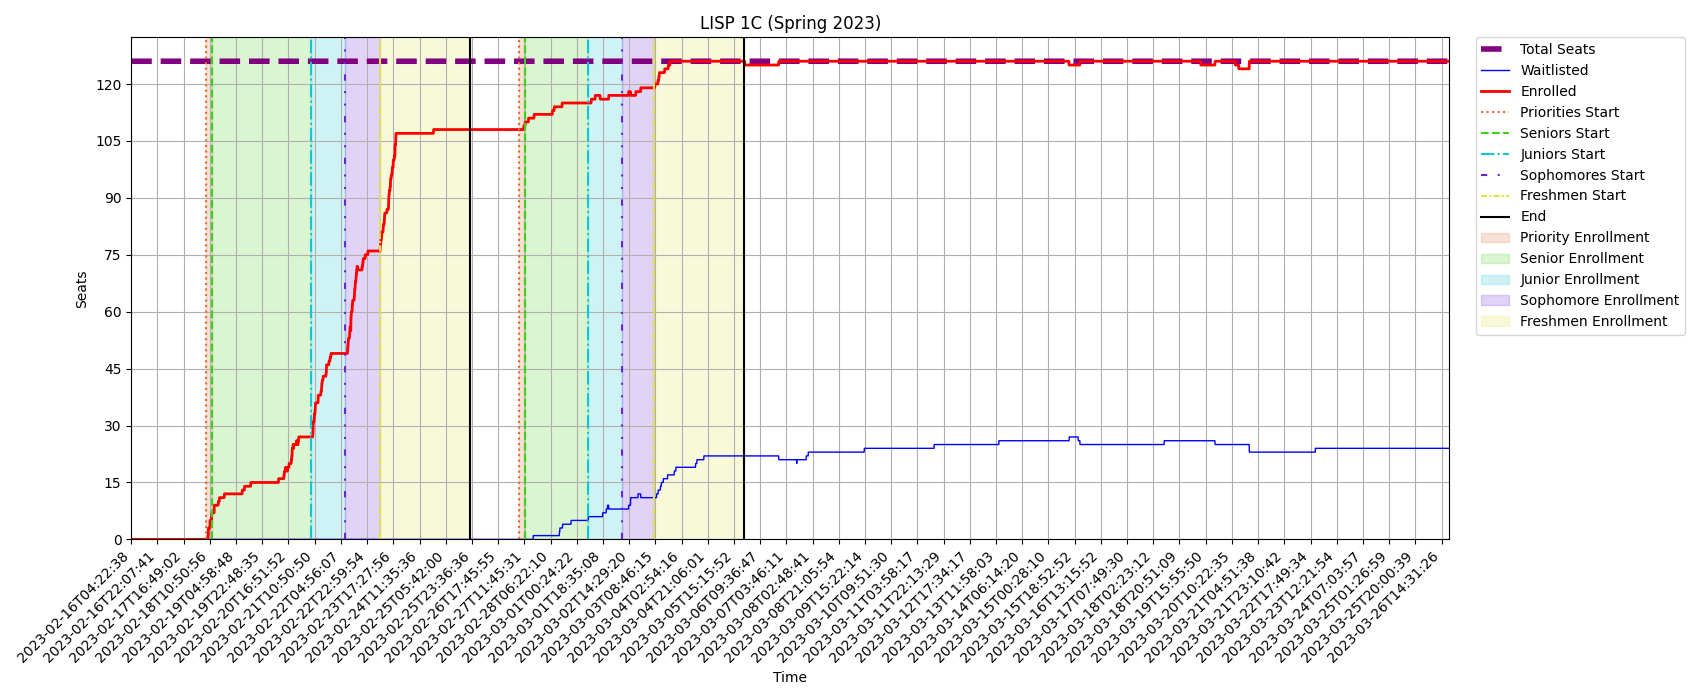 LISP 1C (Spring 2023)
Seats
120
105
90
75
60
45
30
15
0
2023-02-16T04:22:38
2023-02-16T22:07:41
2023-02-17T16:49:02
2023-02-18T10:50:56
2023-02-19T04:58:48
2023-02-19T22:48:35
2023-02-20T16:51:52
2023-02-21T10:50:50
2023-02-22T04:56:07
2023-02-22T22:59:54
2023-02-23T17:27:56
2023-02-24T11:35:36
2023-02-25T05:42:00
2023-02-25T23:36:36
2023-02-26T17:45:55
2023-02-27T11:45:31
2023-02-28T06:22:10
2023-03-01T00:24:22
2023-03-01T18:35:08
2023-03-02T14:29:20
2023-03-03T08:46:15
2023-03-04T02:54:16
2023-03-04T21:06:01
2023-03-05T15:15:52
2023-03-06T09:36:47
2023-03-07T03:46:11
2023-03-08T02:48:41
2023-03-08T21:05:54
2023-03-09T15:22:14
2023-03-10T09:51:30
2023-03-11T03:58:17
2023-03-11T22:13:29
2023-03-12T17:34:17
2023-03-13T11:58:03
2023-03-14T06:14:20
2023-03-15T00:28:10
2023-03-15T18:52:52
2023-03-16T13:15:52
2023-03-17T07:49:30
2023-03-18T02:23:12
2023-03-18T20:51:09
2023-03-19T15:55:50
2023-03-20T10:22:35
2023-03-21T04:51:38
2023-03-21T23:10:42
2023-03-22T17:49:34
2023-03-23T12:21:54
2023-03-24T07:03:57
2023-03-25T01:26:59
2023-03-25T20:00:39
2023-03-26T14:31:26
Time
Total Seats
Waitlisted
Enrolled
Priorities Start
Seniors Start
Juniors Start
Sophomores Start
Freshmen Start
End
Priority Enrollment
Senior Enrollment
Junior Enrollment
Sophomore Enrollment
Freshmen Enrollment